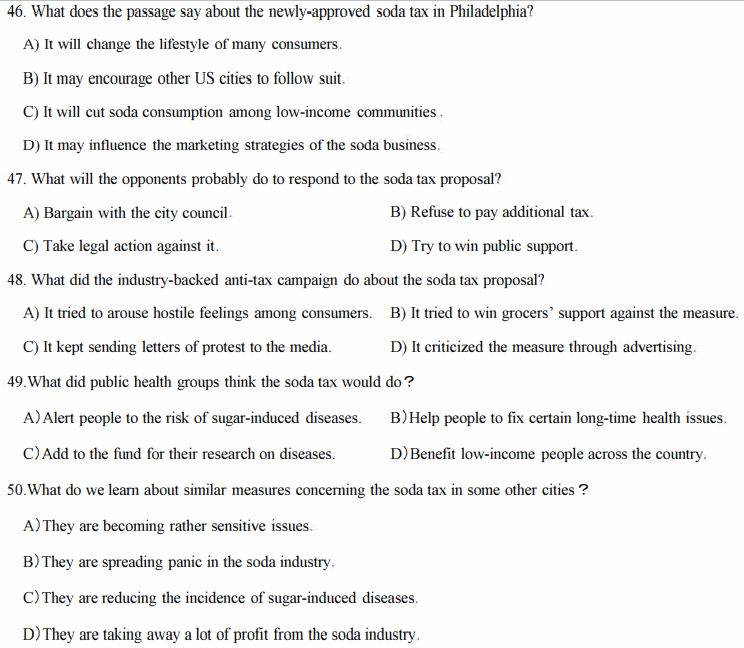 46. What does the passage say about the newly-approved soda tax in Philadelphia?
A) It will change the lifestyle of many consumers.
B) It may encourage other US cities to follow suit.
C) It will cut soda consumption among low-income communities.
D) It may influence the marketing strategies of the soda business.
47. What will the opponents probably do to respond to the soda tax proposal?
A) Bargain with the city council. B) Refuse to pay additional tax.
C) Take legal action against it. D) Try to win public support.
48. What did the industry-backed anti-tax campaign do about the soda tax proposal?
A) It tried to arouse hostile feelings among consumers. B) It tried to win grocers’ support against the measure.
C) It kept sending letters of protest to the media. D) It criticized the measure through advertising.
49.What did public health groups think the soda tax would do?
A)Alert people to the risk of sugar-induced diseases. B)Help people to fix certain long-time health issues.
C)Add to the fund for their research on diseases. D)Benefit low-income people across the country.
50.What do we learn about similar measures concerning the soda tax in some other cities?
A)They are becoming rather sensitive issues.
B)They are spreading panic in the soda industry.
C)They are reducing the incidence of sugar-induced diseases.
D)They are taking away a lot of profit from the soda industry.